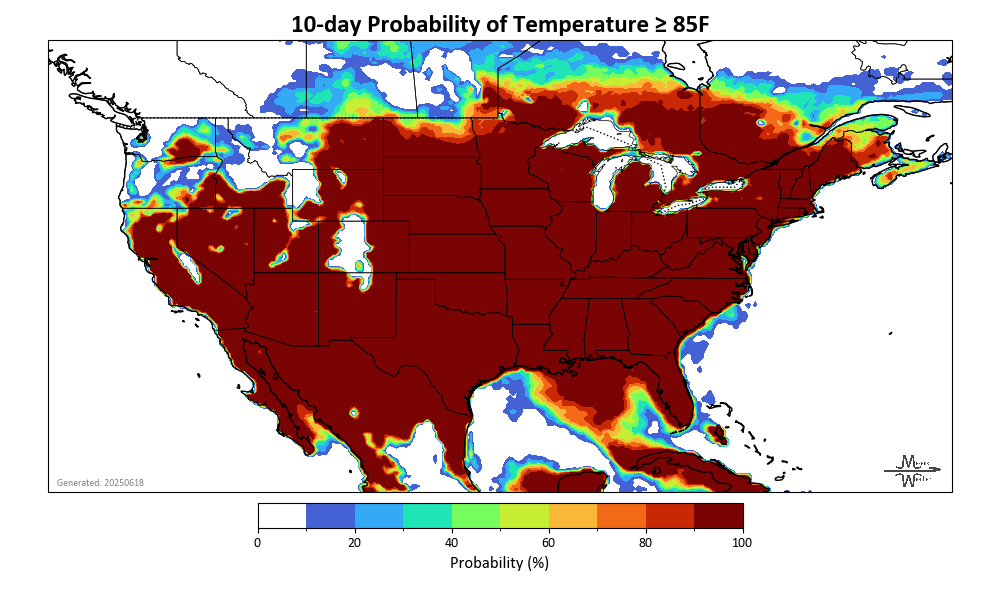 10-day Probability of Temperature ≥ 85F
Generated: 20250618
0 20 40 60 80 100
Probability (%)